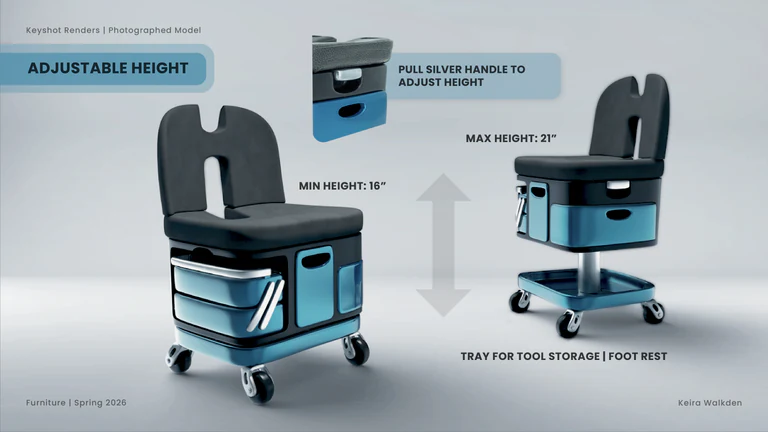 Keyshot Renders | Photographed Model
ADJUSTABLE HEIGHT
PULL SILVER HANDLE TO
ADJUST HEIGHT
MAX HEIGHT: 21”
MIN HEIGHT: 16”
TRAY FOR TOOL STORAGE | FOOT REST
Furniture | Spring 2026
Keira Walkden